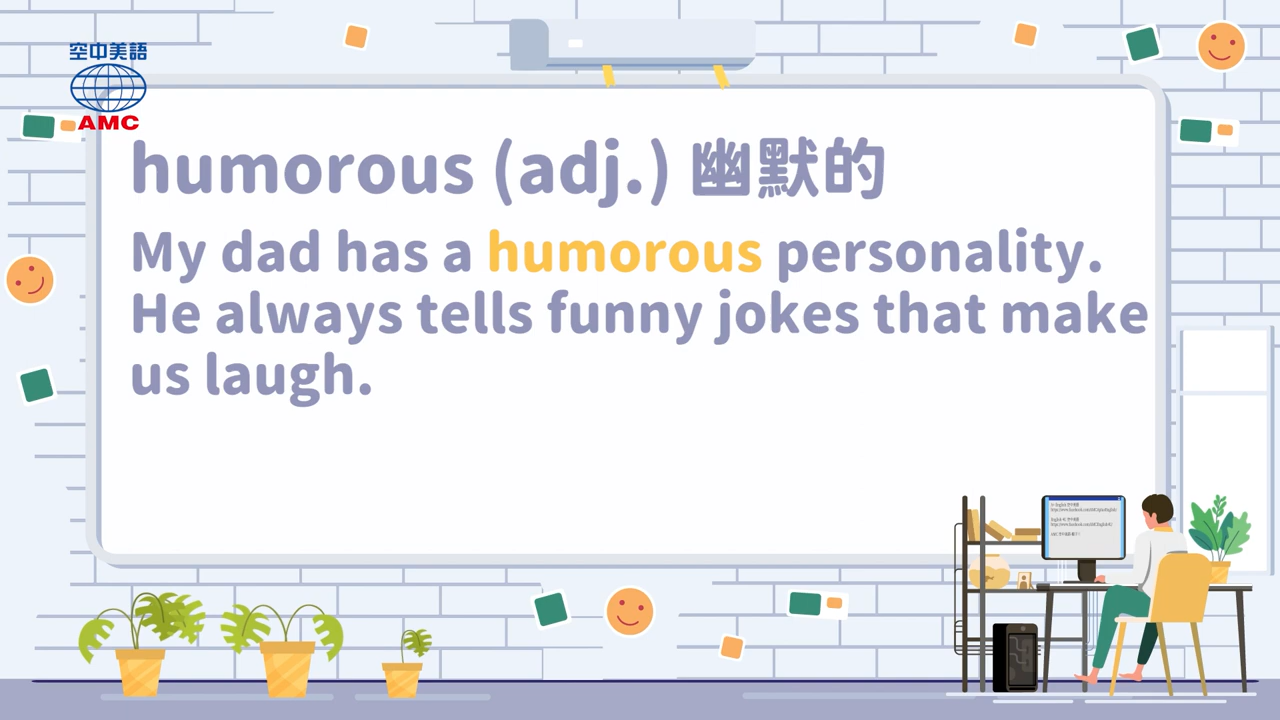 空中美語
AMC
humorous (adj.) 幽默的
My dad has a humorous personality.
He always tells funny jokes that make
us laugh.